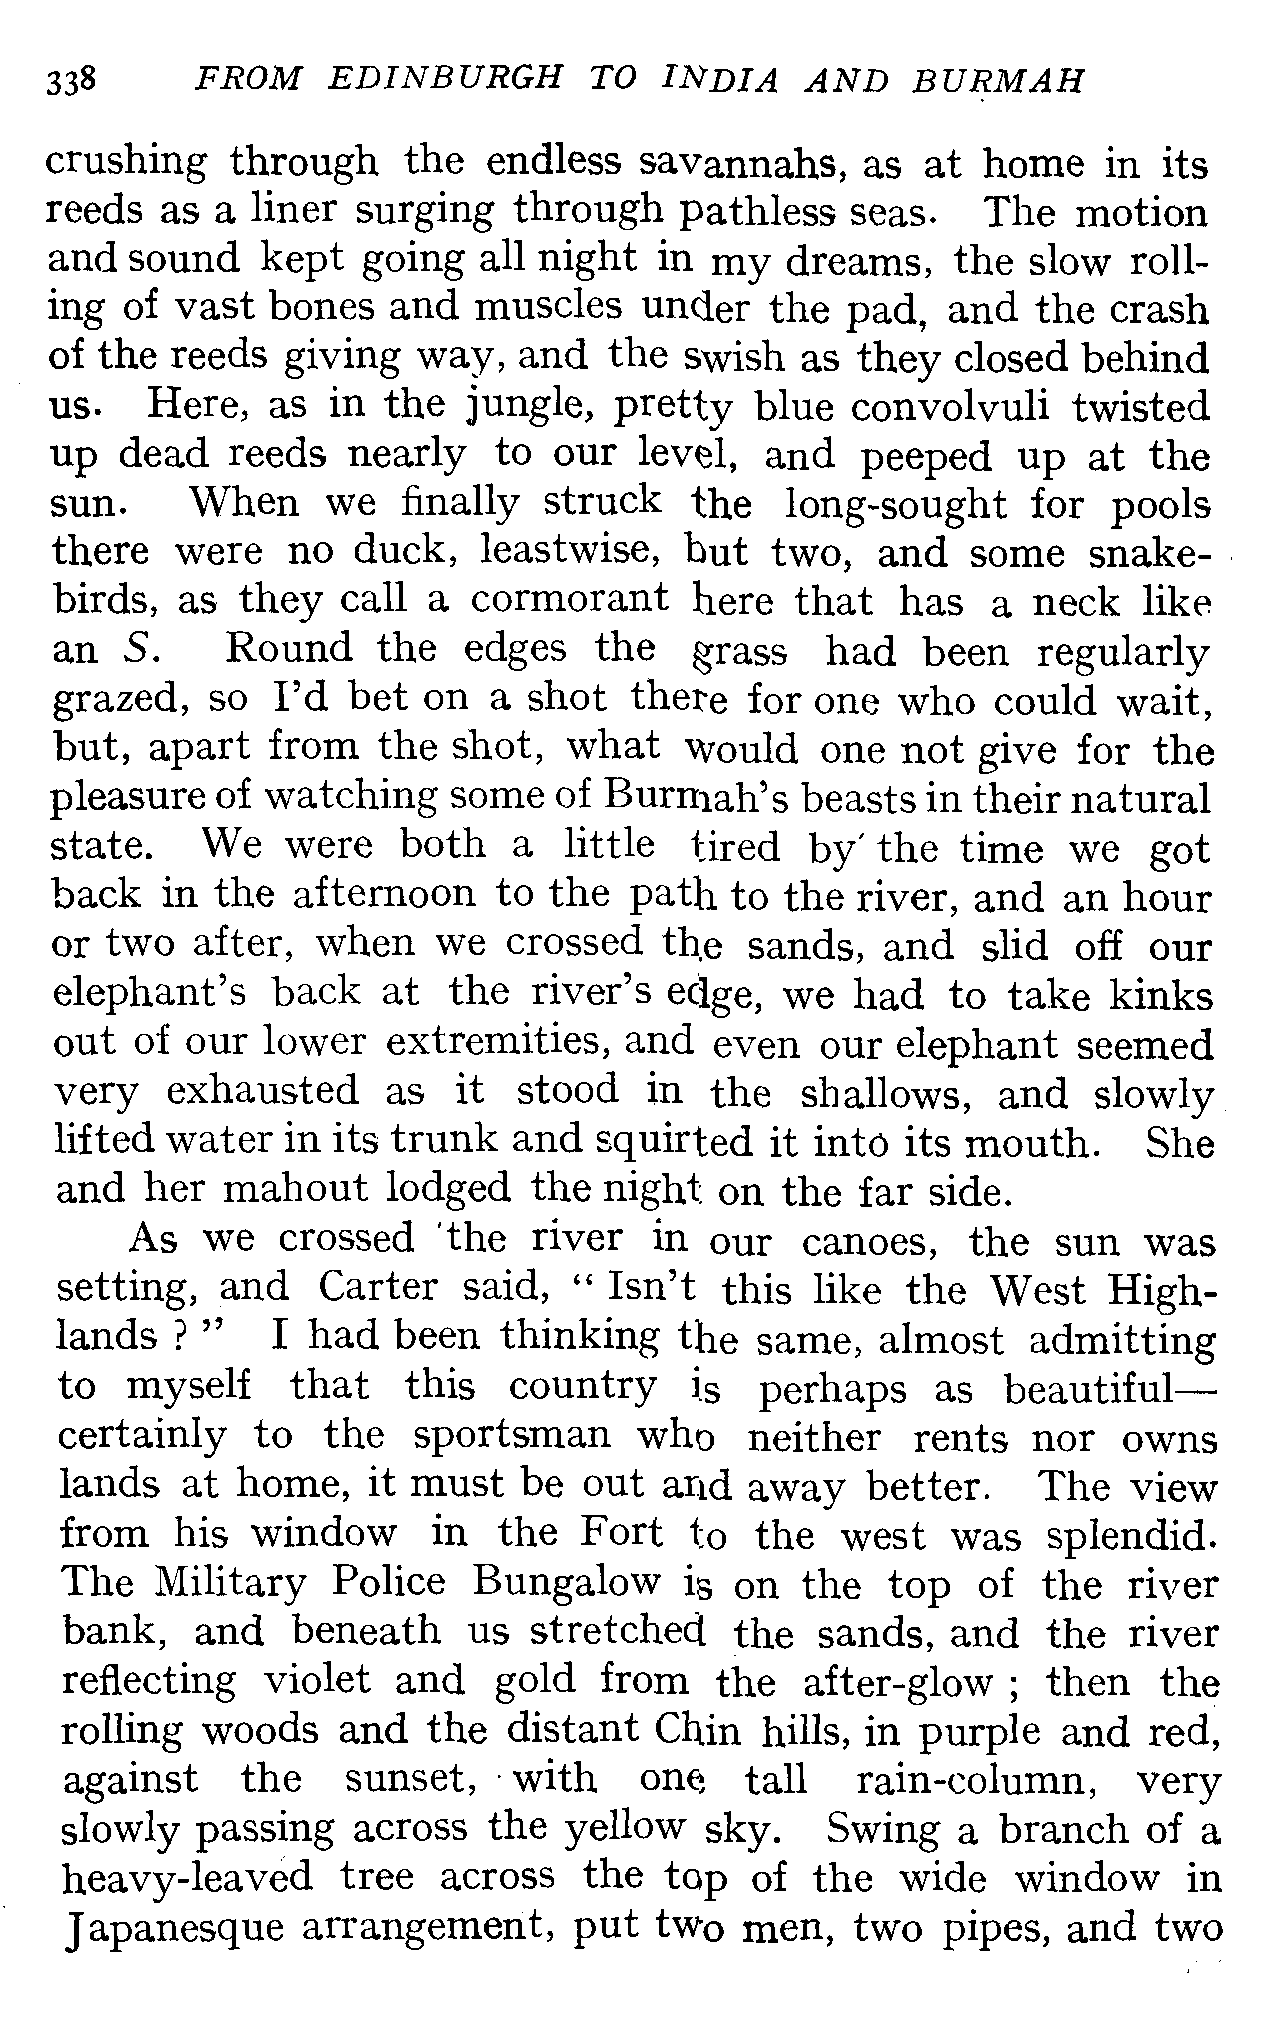 338 FROM EDINBURGH TO INDIA AND BURMAH
crushing through the endless savannahs, as at home in its
reeds as a liner surging through pathless seas. The motion
and sound kept going all night in my dreams, the slow roll-
ing of vast bones and muscles under the pad, and the crash
of the reeds giving way, and the swish as they closed behind
us. Here, as in the jungle, pretty blue convolvuli twisted
up dead reeds nearly to our level, and peeped up at the
sun. When we finally struck the long-sought for pools
there were no duck, leastwise, but two, and some snake-
birds, as they call a cormorant here that has a neck like
an S. Round the edges the grass had been regularly
grazed, so I'd bet on a shot there for one who could wait,
but, apart from the shot, what would one not give for the
pleasure of watching some of Burmah's beasts in their natural
state. We were both a little tired by the time we got
back in the afternoon to the path to the river, and an hour
or two after, when we crossed the sands, and slid off our
elephant's back at the river's edge, we had to take kinks
out of our lower extremities, and even our elephant seemed
very exhausted as it stood in the shallows, and slowly
lifted water in its trunk and squirted it into its mouth. She
and her mahout lodged the night on the far side.
As we crossed the river in our canoes, the sun was
setting, and Carter said, " Isn't this like the West High-
lands ? " I had been thinking the same, almost admitting
to myself that this country is perhaps as beautiful—
certainly to the sportsman who neither rents nor owns
lands at home, it must be out and away better. The view
from his window in the Fort to the west was splendid.
The Military Police Bungalow is on the top of the river
bank, and beneath us stretched the sands, and the river
reflecting violet and gold from the after-glow ; then the
rolling woods and the distant Chin hills, in purple and red,
against the sunset, with one tall rain-column, very
slowly passing across the yellow sky. Swing a branch of a
heavy-leaved tree across the top of the wide window in
Japanesque arrangement, put two men, two pipes, and two